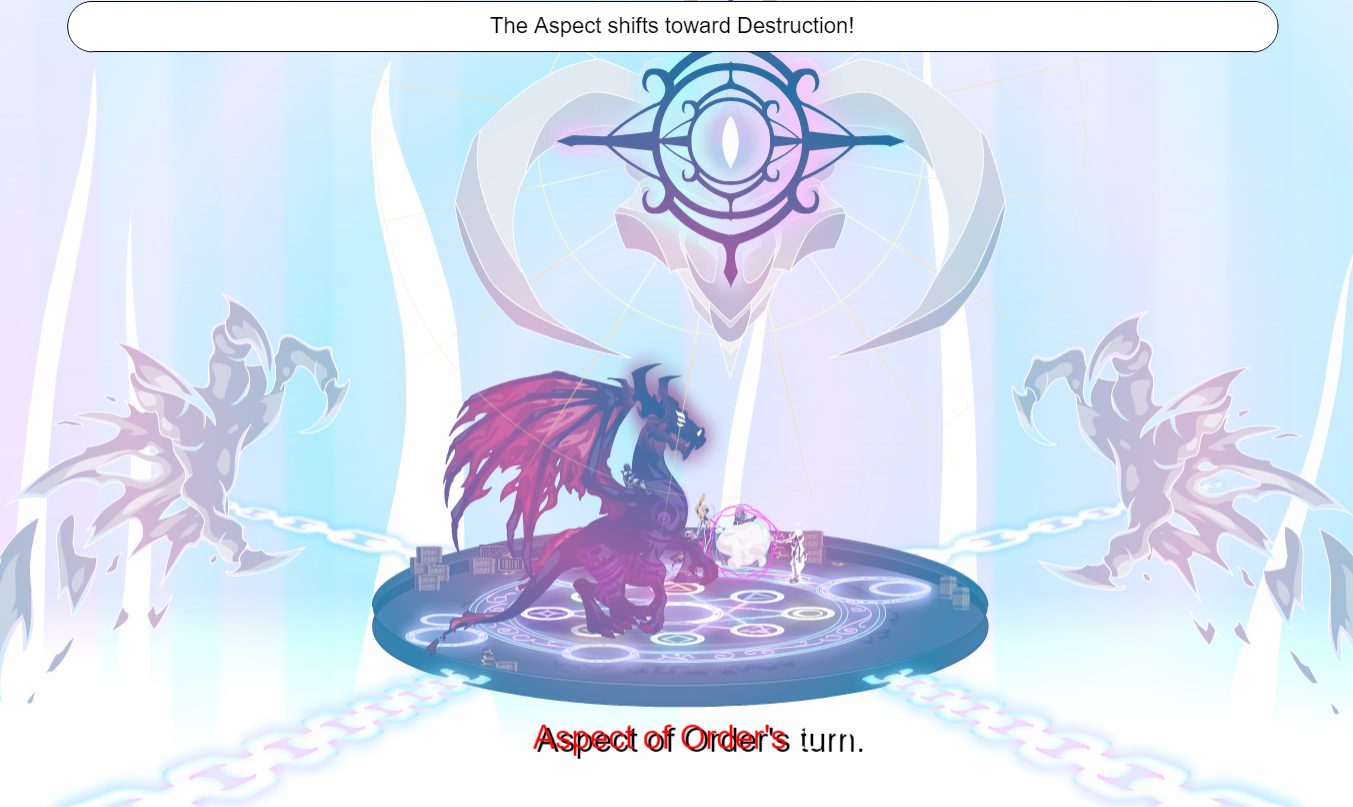 The Aspect shifts toward Destruction!
Aspect of Order's turn.